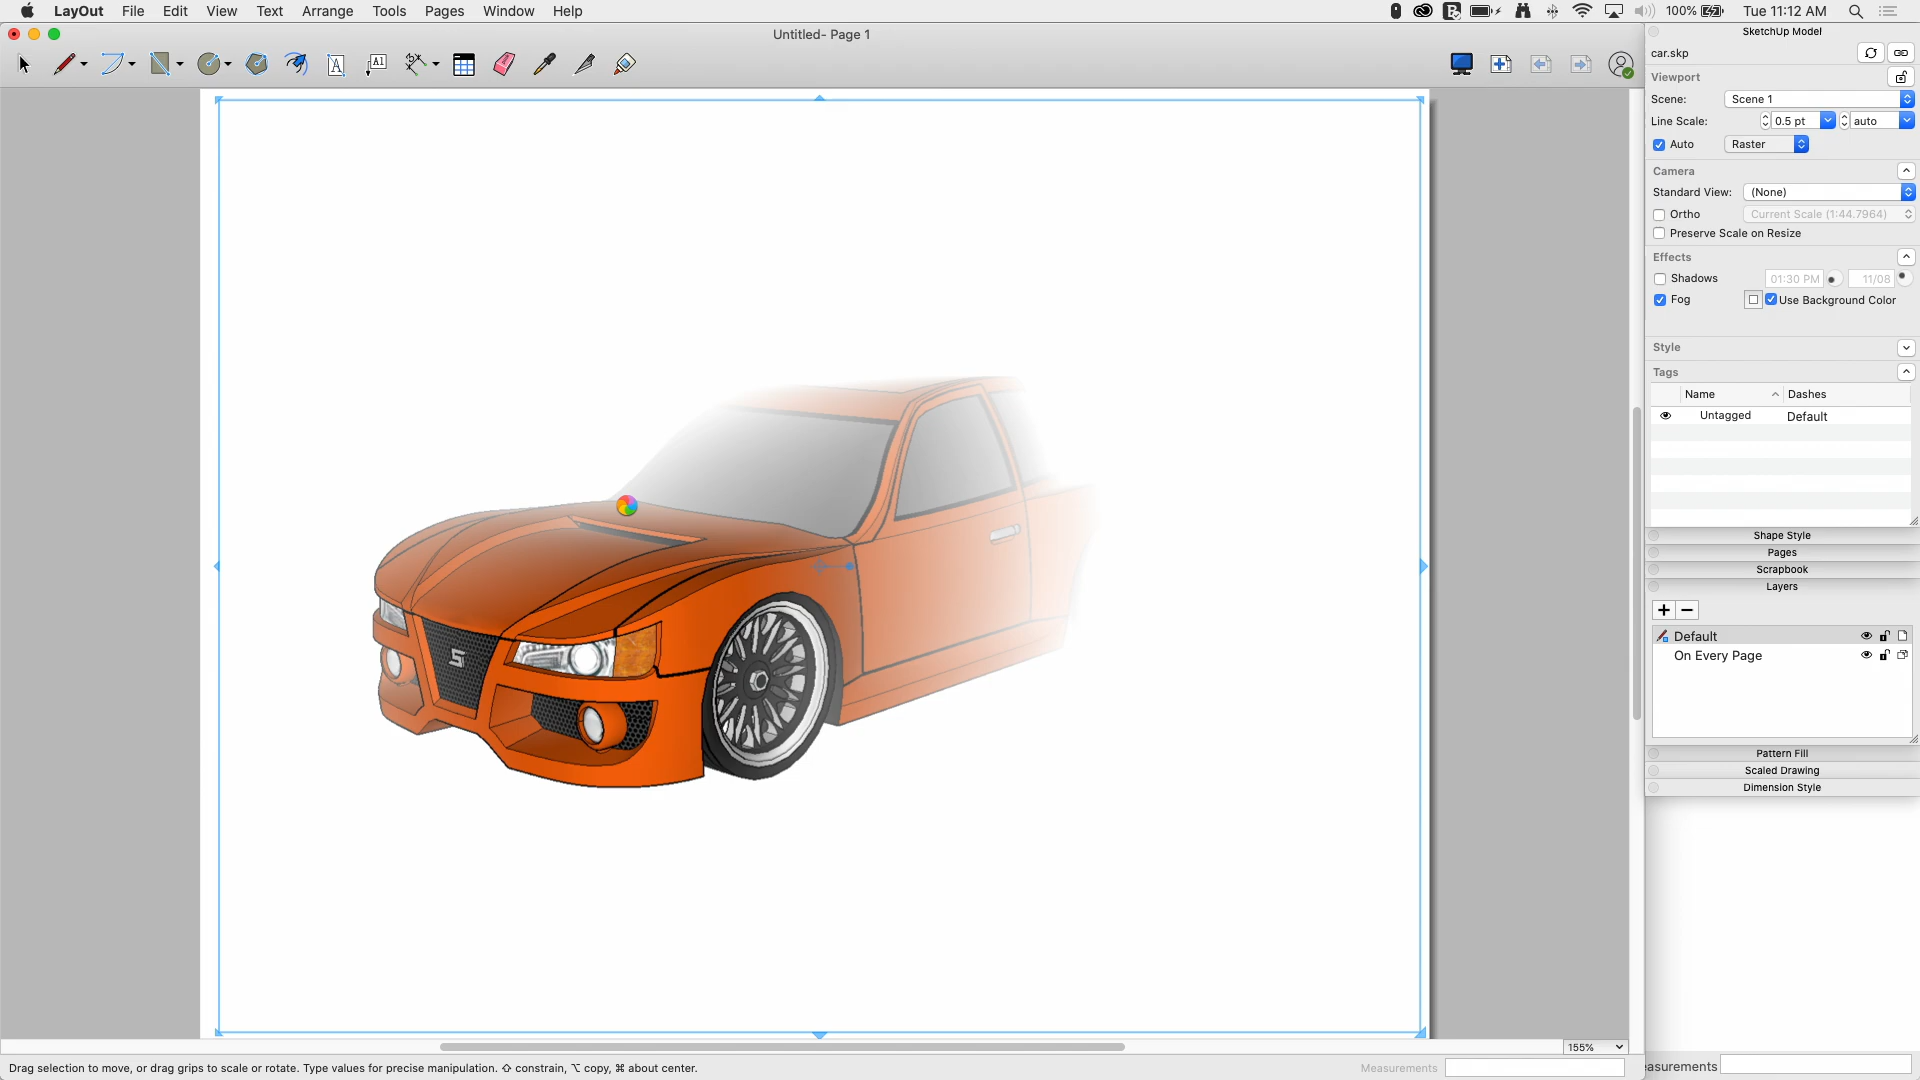 LayOut File Edit View Text Arrange Tools Pages Window Help 100% Tue 11:12 AM
Untitled- Page 1
SketchUp Model
car.skp
Viewport
Scene: Scene 1
Line Scale: 0.5 pt auto
Auto Raster
Camera
Standard View: (None)
Ortho Current Scale (1:44.7964)
Preserve Scale on Resize
Effects
Shadows 01:30 PM 11/08
Fog Use Background Color
Style
Tags
Name Dashes
Untagged Default
Shape Style
Pages
Scrapbook
Layers
Default
On Every Page
Pattern Fill
Scaled Drawing
Dimension Style
155%
Drag selection to move, or drag grips to scale or rotate. Type values for precise manipulation. ⇧ constrain, ⌥ copy, ⌘ about center. Measurements easurements